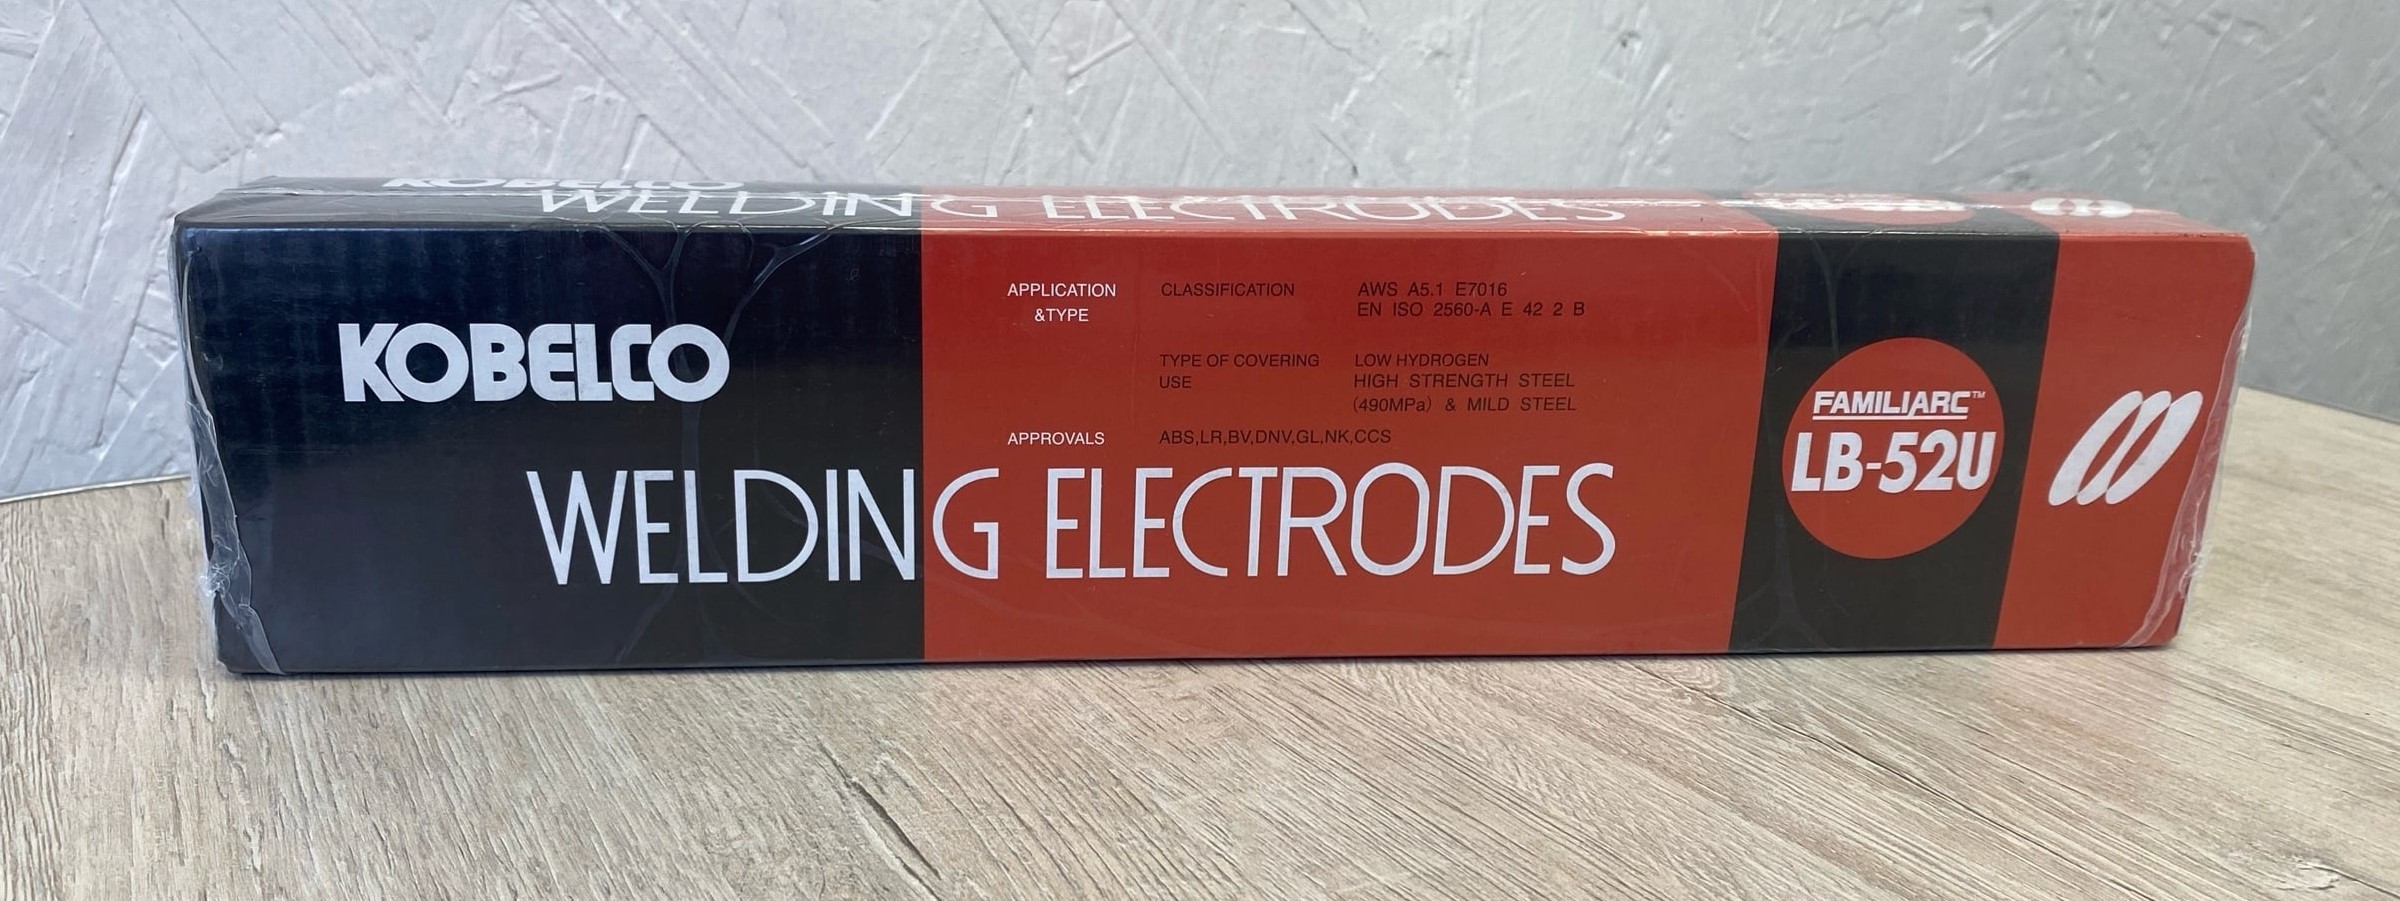 KOBELCO
WELDING ELECTRODES
KOBELCO
APPLICATION
&TYPE
CLASSIFICATION
AWS A5.1 E7016
EN ISO 2560-A E 42 2 B
TYPE OF COVERING
LOW HYDROGEN
USE
HIGH STRENGTH STEEL
(490MPa) & MILD STEEL
APPROVALS
ABS,LR,BV,DNV,GL,NK,CCS
WELDING ELECTRODES
FAMILIARC™
LB-52U